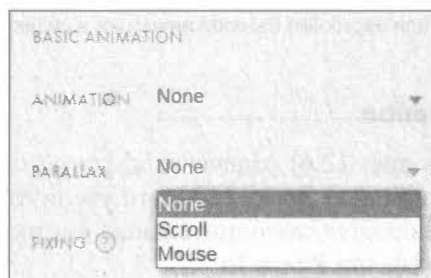 BASIC ANIMATION
ANIMATION None
PARALLAX None
None
Scroll
FIXING ?
Mouse